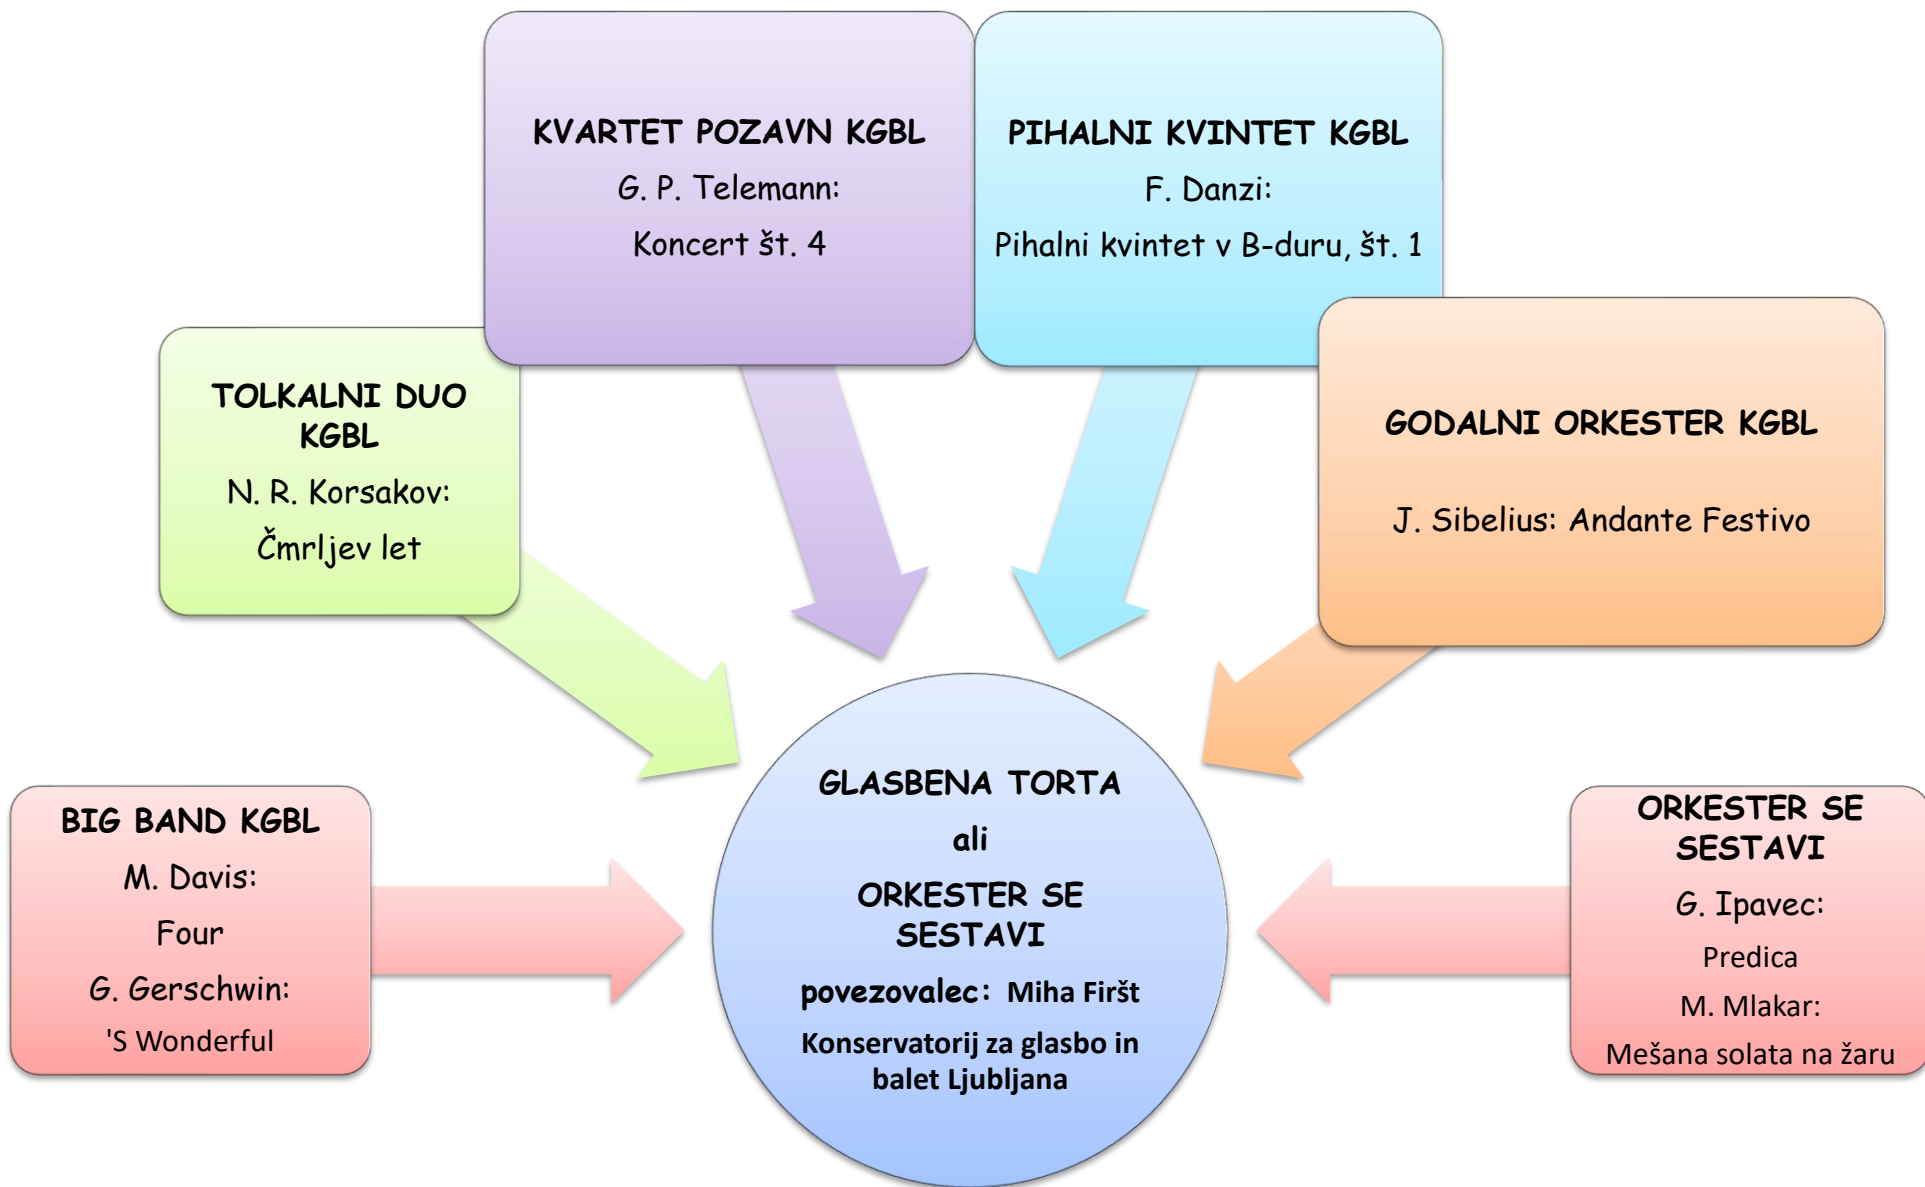 KVARTET POZAVN KGBL
G. P. Telemann:
Koncert št. 4
PIHALNI KVINTET KGBL
F. Danzi:
Pihalni kvintet v B-duru, št. 1
TOLKALNI DUO
KGBL
N. R. Korsakov:
Čmrljev let
GODALNI ORKESTER KGBL
J. Sibelius: Andante Festivo
BIG BAND KGBL
M. Davis:
Four
G. Gerschwin:
'S Wonderful
GLASBENA TORTA
ali
ORKESTER SE
SESTAVI
povezovalec: Miha Firšt
Konservatorij za glasbo in
balet Ljubljana
ORKESTER SE
SESTAVI
G. Ipavec:
Predica
M. Mlakar:
Mešana solata na žaru